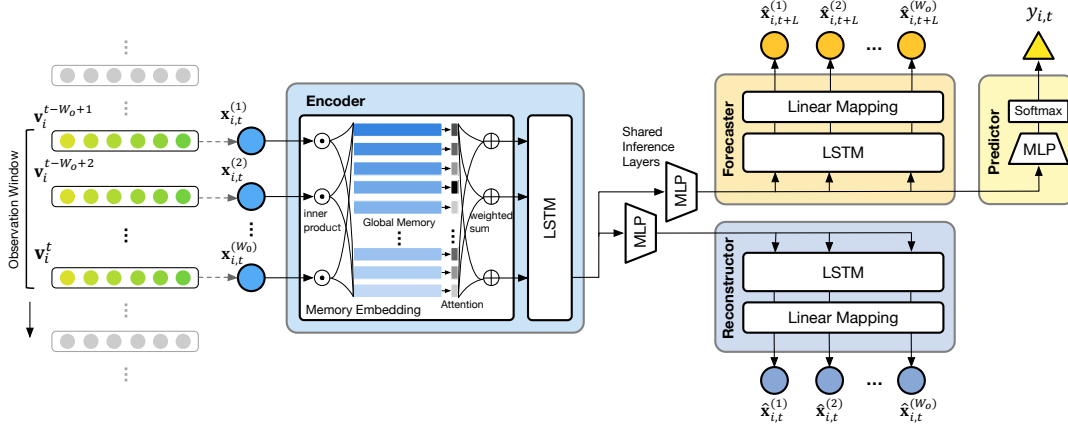 Observation Window
⋮
v_i^{t−W_o+1}
⋮
v_i^{t−W_o+2}
⋮
v_i^t
⋮
⋮
x_{i,t}^{(1)}
x_{i,t}^{(2)}
⋮
x_{i,t}^{(W_o)}
Encoder
inner
product
Global Memory
⋮
⋮
weighted
sum
Attention
Memory Embedding
LSTM
Shared
Inference
Layers
MLP
MLP
x̂_{i,t+L}^{(1)} x̂_{i,t+L}^{(2)} x̂_{i,t+L}^{(W_o)}
...
Forecaster
Linear Mapping
LSTM
y_{i,t}
Predictor
Softmax
MLP
Reconstructor
LSTM
Linear Mapping
...
x̂_{i,t}^{(1)} x̂_{i,t}^{(2)} x̂_{i,t}^{(W_o)}